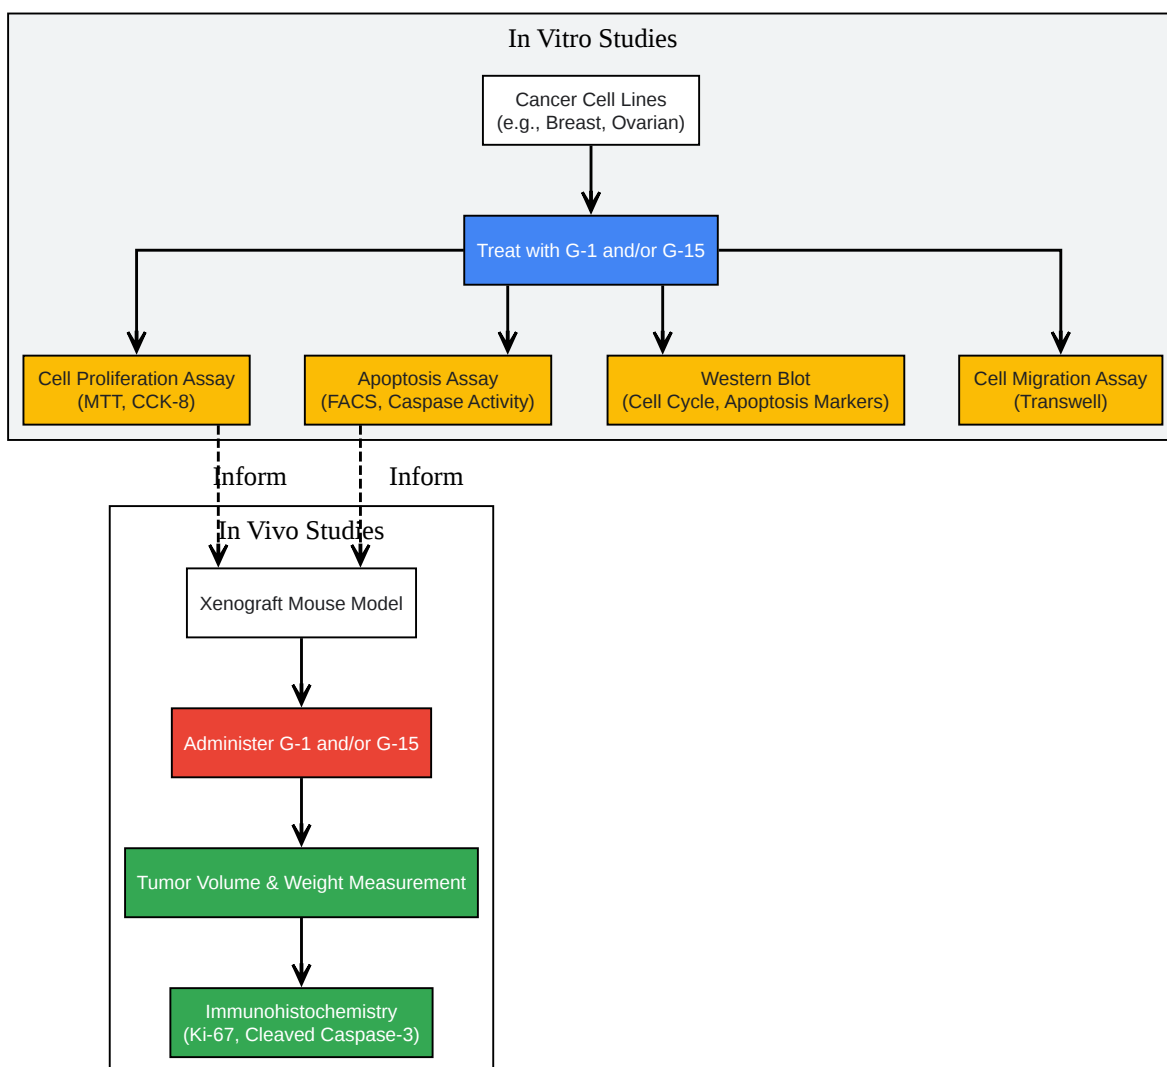 In Vitro Studies
Cancer Cell Lines
(e.g., Breast, Ovarian)
Treat with G-1 and/or G-15
Cell Proliferation Assay
(MTT, CCK-8)
Apoptosis Assay
(FACS, Caspase Activity)
Western Blot
(Cell Cycle, Apoptosis Markers)
Cell Migration Assay
(Transwell)
Inform
Inform
In Vivo Studies
Xenograft Mouse Model
Administer G-1 and/or G-15
Tumor Volume & Weight Measurement
Immunohistochemistry
(Ki-67, Cleaved Caspase-3)